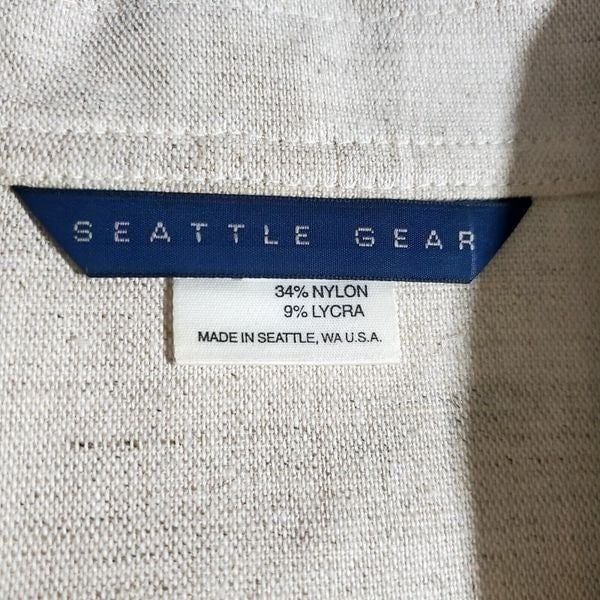 SEATTLE GEAR
34% NYLON
9% LYCRA
MADE IN SEATTLE, WA U.S.A.